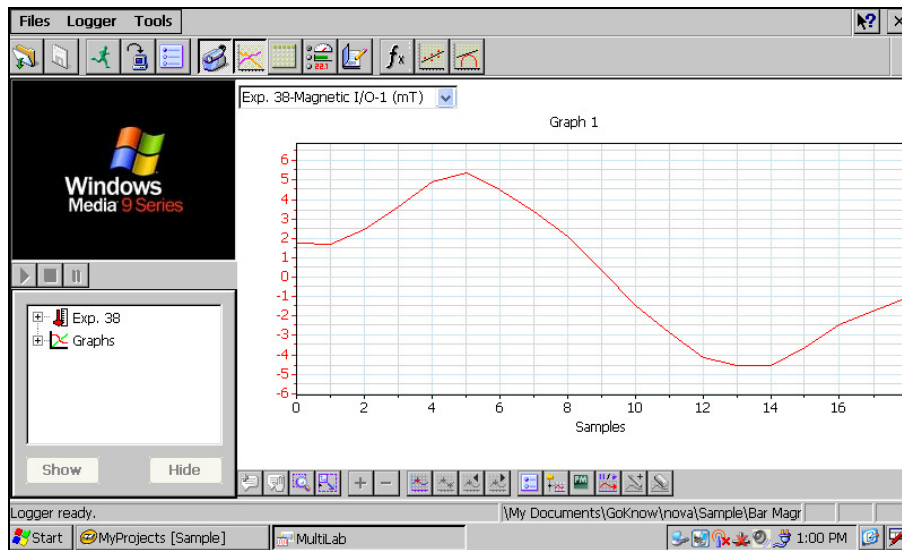 Files Logger Tools
?
fx
22.1
Exp. 38-Magnetic I/O-1 (mT)
Graph 1
Windows
Media 9 Series
6
5
4
3
2
1
0
-1
-2
-3
-4
-5
-6
0 2 4 6 8 10 12 14 16
Samples
Exp. 38
Graphs
Show Hide
Logger ready.
\My Documents\GoKnow\nova\Sample\Bar Magr
Start MyProjects [Sample] MultiLab 1:00 PM